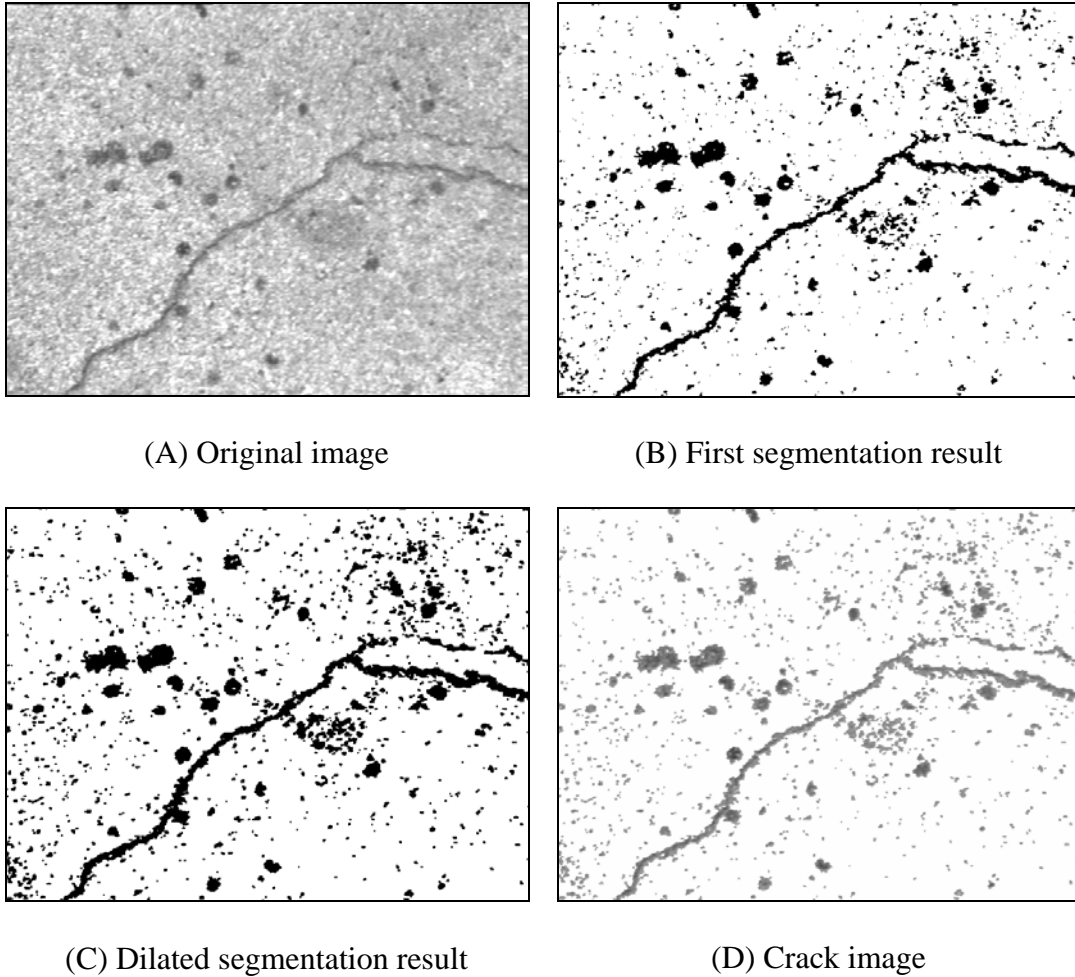 (A) Original image
(B) First segmentation result
(C) Dilated segmentation result
(D) Crack image